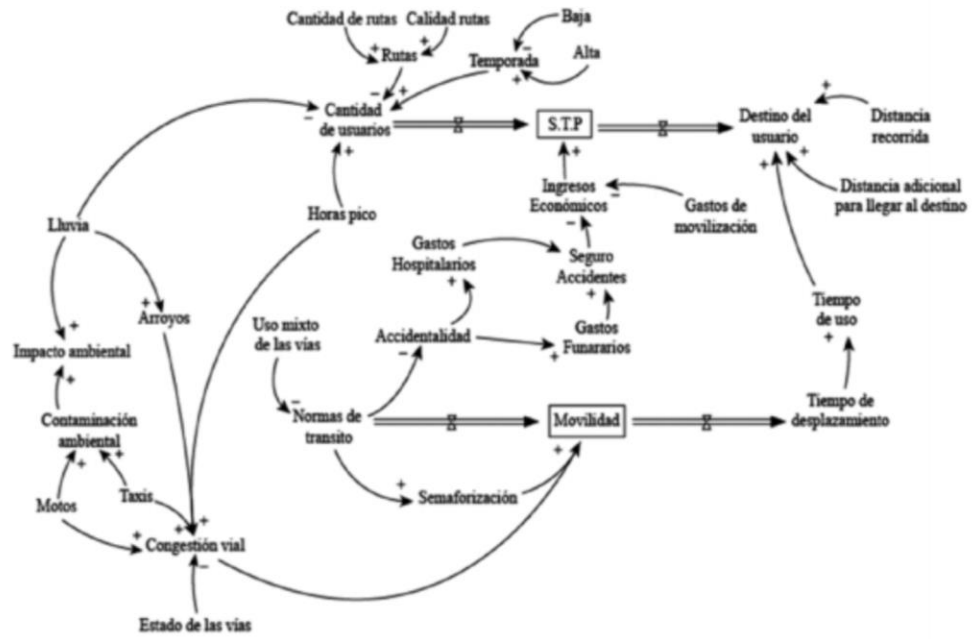 Cantidad de rutas
Calidad rutas
Baja
+
+
Rutas
Temporada
−
Alta
+
−
+
−
Cantidad
de usuarios
S.T.P
Destino del
usuario
+
Distancia
recorrida
+
+
+
+
Ingresos
Económicos
−
Distancia adicional
para llegar al destino
Horas pico
Gastos de
movilización
Lluvia
−
Gastos
Hospitalarios
+
Seguro
Accidentes
+
+
Arroyos
Tiempo
de uso
+
+
Impacto ambiental
+
Uso mixto
de las vías
Accidentalidad
−
Gastos
Funararios
+
−
Normas de
transito
Movilidad
Tiempo de
desplazamiento
Contaminación
ambiental
+
+
+
+
Semaforización
Motos
Taxis
+
+
+
Congestión vial
−
Estado de las vías